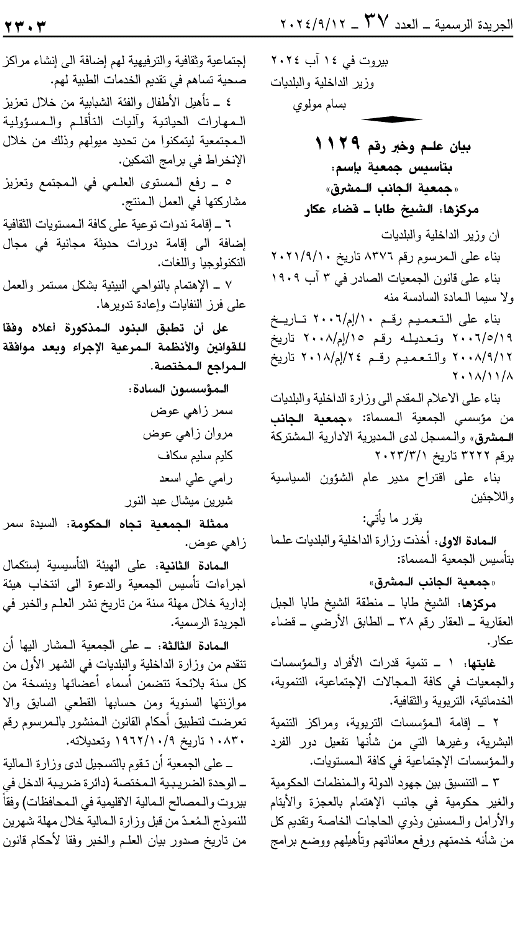 الجريدة الرسمية ـ العدد ٣٧ ـ ٢٠٢٤/٩/١٢
٢٣٠٣
بيروت في ١٤ آب ٢٠٢٤
وزير الداخلية والبلديات
بسام مولوي
بيان علم وخبر رقم ١١٢٩
بتأسيس جمعية بإسم:
«جمعية الجانب المشرق»
مركزها: الشيخ طابا ـ قضاء عكار
ان وزير الداخلية والبلديات
بناء على المرسوم رقم ٨٣٧٦ تاريخ ٢٠٢١/٩/١٠
بناء على قانون الجمعيات الصادر في ٣ آب ١٩٠٩
ولا سيما المادة السادسة منه
بناء على التعميم رقم ١٠/إم/٢٠٠٦ تاريخ
٢٠٠٦/٥/١٩ وتعديله رقم ١٥/إم/٢٠٠٨ تاريخ
٢٠٠٨/٩/١٢ والتعميم رقم ٢٤/إم/٢٠١٨ تاريخ
٢٠١٨/١١/٨
بناء على الاعلام المقدم الى وزارة الداخلية والبلديات
من مؤسسي الجمعية المسماة: «جمعية الجانب
المشرق» والمسجل لدى المديرية الادارية المشتركة
برقم ٣٢٢٢ تاريخ ٢٠٢٣/٣/١
بناء على اقتراح مدير عام الشؤون السياسية
واللاجئين
يقرر ما يأتي:
المادة الاولى: أخذت وزارة الداخلية والبلديات علما
بتأسيس الجمعية المسماة:
«جمعية الجانب المشرق»
مركزها: الشيخ طابا ـ منطقة الشيخ طابا الجبل
العقارية ـ العقار رقم ٣٨ ـ الطابق الأرضي ـ قضاء
عكار.
غايتها: ١ ـ تنمية قدرات الأفراد والمؤسسات
والجمعيات في كافة المجالات الإجتماعية، التنموية،
الخدماتية، التربوية والثقافية.
٢ ـ إقامة المؤسسات التربوية، ومراكز التنمية
البشرية، وغيرها التي من شأنها تفعيل دور الفرد
والمؤسسات الإجتماعية في كافة المستويات.
٣ ـ التنسيق بين جهود الدولة والمنظمات الحكومية
والغير حكومية في جانب الإهتمام بالعجزة والأيتام
والأرامل والمسنين وذوي الحاجات الخاصة وتقديم كل
من شأنه خدمتهم ورفع معاناتهم وتأهيلهم ووضع برامج
إجتماعية وثقافية والترفيهية لهم إضافة الى إنشاء مراكز
صحية تساهم في تقديم الخدمات الطبية لهم.
٤ ـ تأهيل الأطفال والفئة الشبابية من خلال تعزيز
المهارات الحياتية وآليات التأقلم والمسؤولية
المجتمعية ليتمكنوا من تحديد ميولهم وذلك من خلال
الإنخراط في برامج التمكين.
٥ ـ رفع المستوى العلمي في المجتمع وتعزيز
مشاركتها في العمل المنتج.
٦ ـ إقامة ندوات توعية على كافة المستويات الثقافية
إضافة الى إقامة دورات حديثة مجانية في مجال
التكنولوجيا واللغات.
٧ ـ الإهتمام بالنواحي البيئية بشكل مستمر والعمل
على فرز النفايات وإعادة تدويرها.
على أن تطبق البنود المذكورة أعلاه وفقا
للقوانين والأنظمة المرعية الإجراء وبعد موافقة
المراجع المختصة.
المؤسسون السادة:
سمر زاهي عوض
مروان زاهي عوض
كليم سليم سكاف
رامي علي اسعد
شيرين ميشال عبد النور
ممثلة الجمعية تجاه الحكومة: السيدة سمر
زاهي عوض.
المادة الثانية: على الهيئة التأسيسية إستكمال
اجراءات تأسيس الجمعية والدعوة الى انتخاب هيئة
إدارية خلال مهلة سنة من تاريخ نشر العلم والخبر في
الجريدة الرسمية.
المادة الثالثة: ـ على الجمعية المشار اليها أن
تتقدم من وزارة الداخلية والبلديات في الشهر الأول من
كل سنة بلائحة تتضمن أسماء أعضائها وبنسخة من
موازنتها السنوية ومن حسابها القطعي السابق والا
تعرضت لتطبيق أحكام القانون المنشور بالمرسوم رقم
١٠٨٣٠ تاريخ ١٩٦٢/١٠/٩ وتعديلاته.
ـ على الجمعية أن تقوم بالتسجيل لدى وزارة المالية
ـ الوحدة الضريبية المختصة (دائرة ضريبة الدخل في
بيروت والمصالح المالية الاقليمية في المحافظات) وفقاً
للنموذج المُعدّ من قبل وزارة المالية خلال مهلة شهرين
من تاريخ صدور بيان العلم والخبر وفقا لأحكام قانون